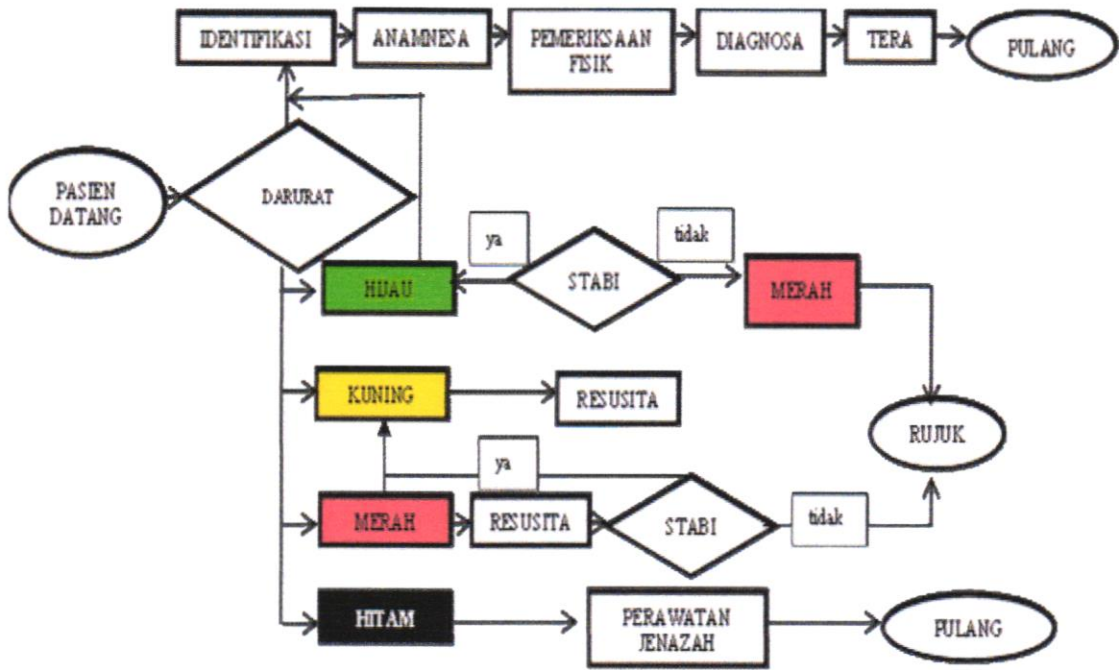 IDENTIFIKASI
ANAMNESA
PEMERIKSAAN
FISIK
DIAGNOSA
TERA
PULANG
PASIEN
DATANG
DARURAT
ya
tidak
HIJAU
STABI
MERAH
KUNING
RESUSITA
RUJUK
ya
MERAH
RESUSITA
STABI
tidak
HITAM
PERAWATAN
JENAZAH
PULANG